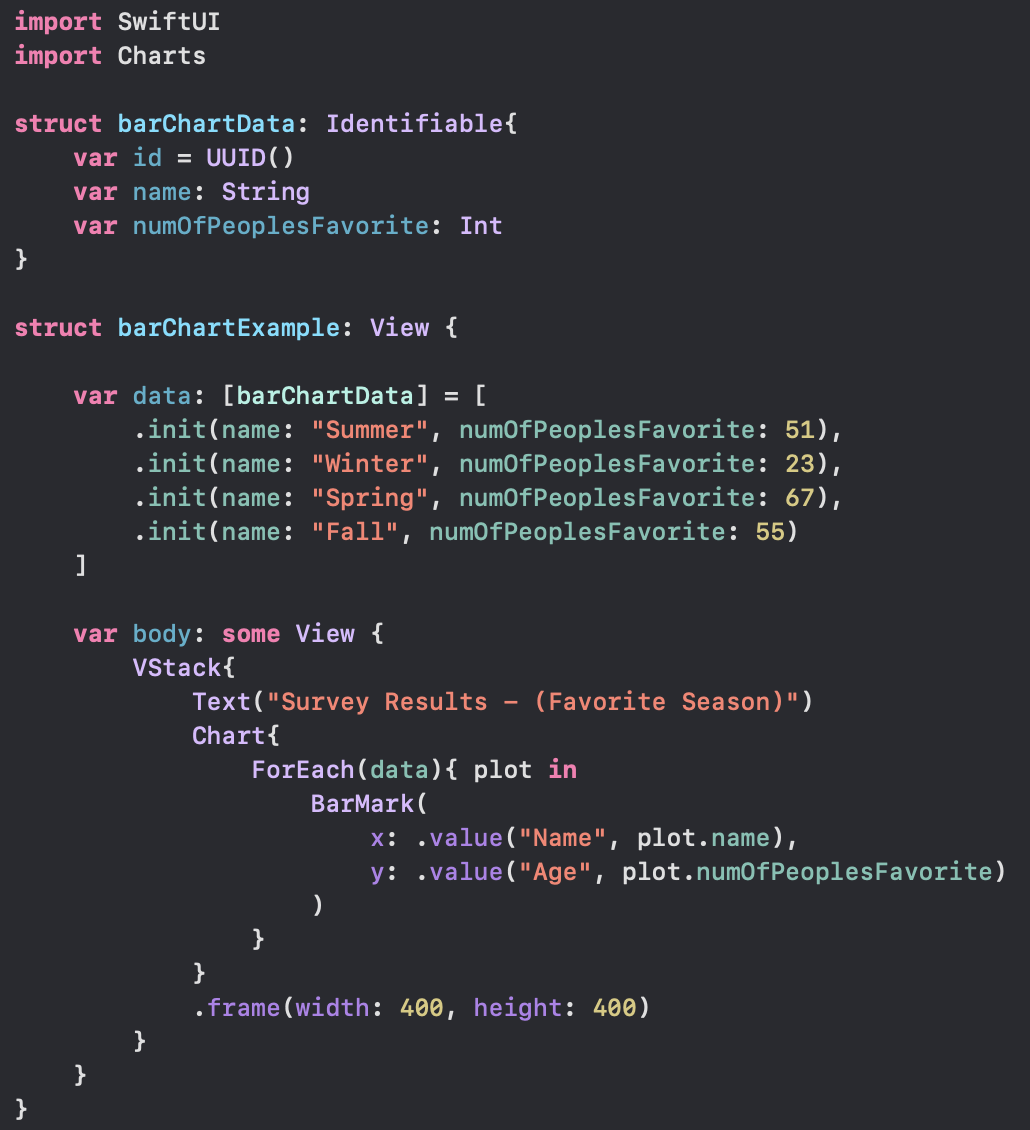 import SwiftUI
import Charts

struct barChartData: Identifiable{
    var id = UUID()
    var name: String
    var numOfPeoplesFavorite: Int
}

struct barChartExample: View {

    var data: [barChartData] = [
        .init(name: "Summer", numOfPeoplesFavorite: 51),
        .init(name: "Winter", numOfPeoplesFavorite: 23),
        .init(name: "Spring", numOfPeoplesFavorite: 67),
        .init(name: "Fall", numOfPeoplesFavorite: 55)
    ]

    var body: some View {
        VStack{
            Text("Survey Results - (Favorite Season)")
            Chart{
                ForEach(data){ plot in
                    BarMark(
                        x: .value("Name", plot.name),
                        y: .value("Age", plot.numOfPeoplesFavorite)
                    )
                }
            }
            .frame(width: 400, height: 400)
        }
    }
}